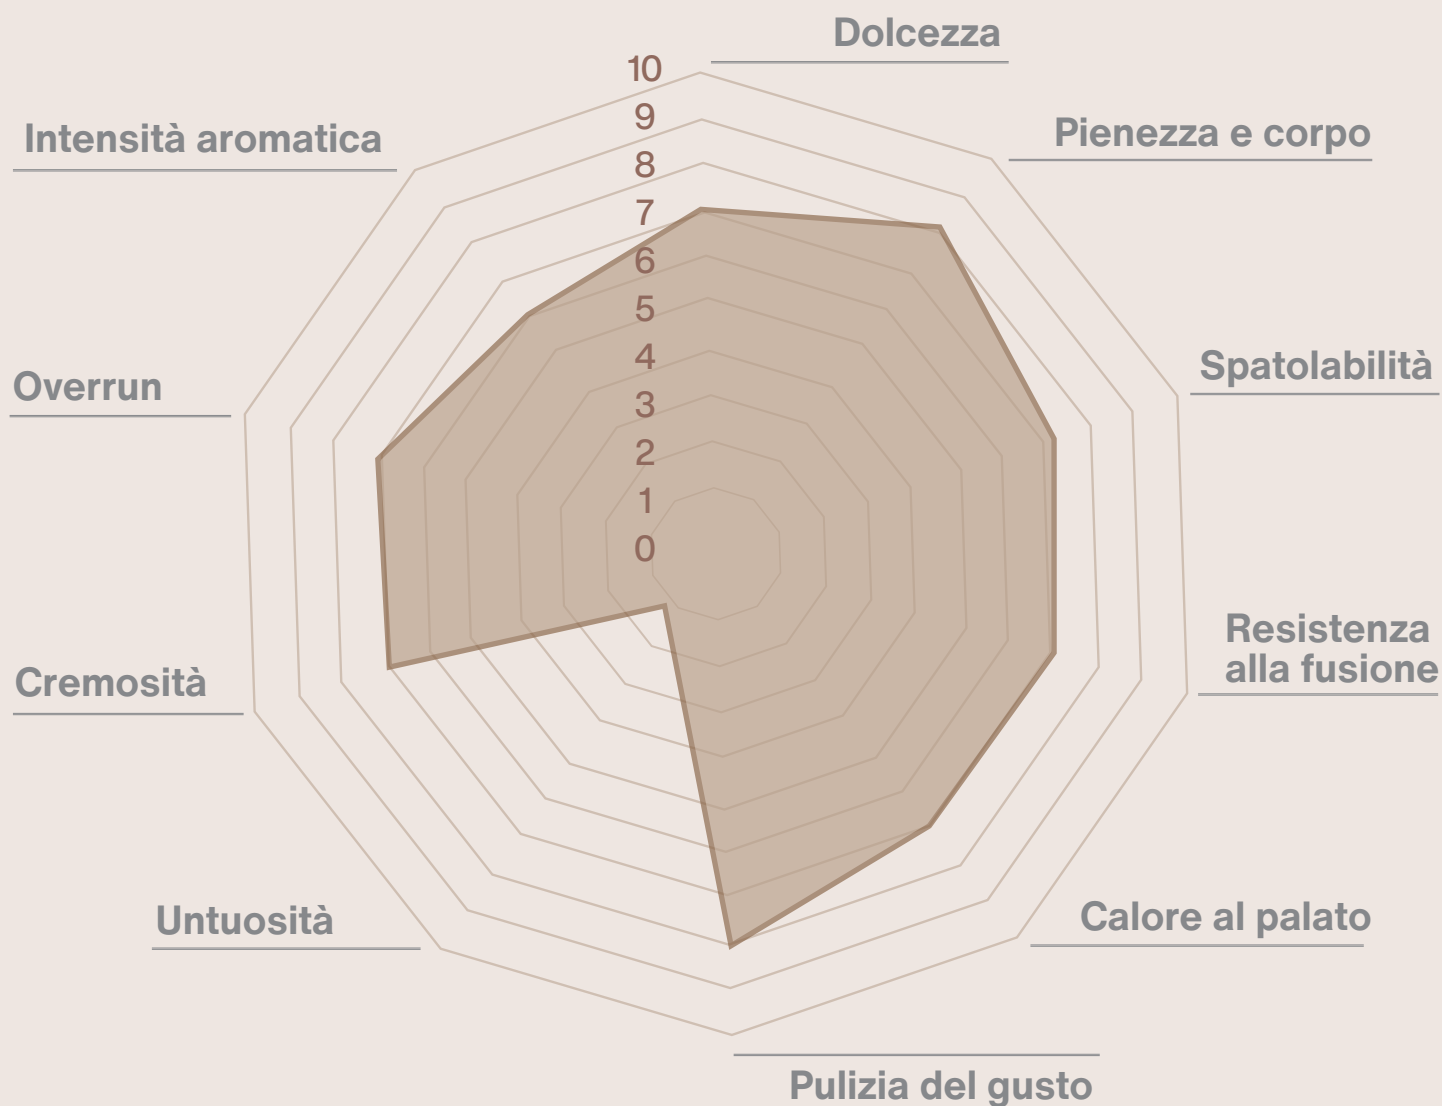 Dolcezza
10
9
8
7
6
5
4
3
2
1
0
Intensità aromatica
Pienezza e corpo
Overrun
Spatolabilità
Cremosità
Resistenza
alla fusione
Untuosità
Calore al palato
Pulizia del gusto